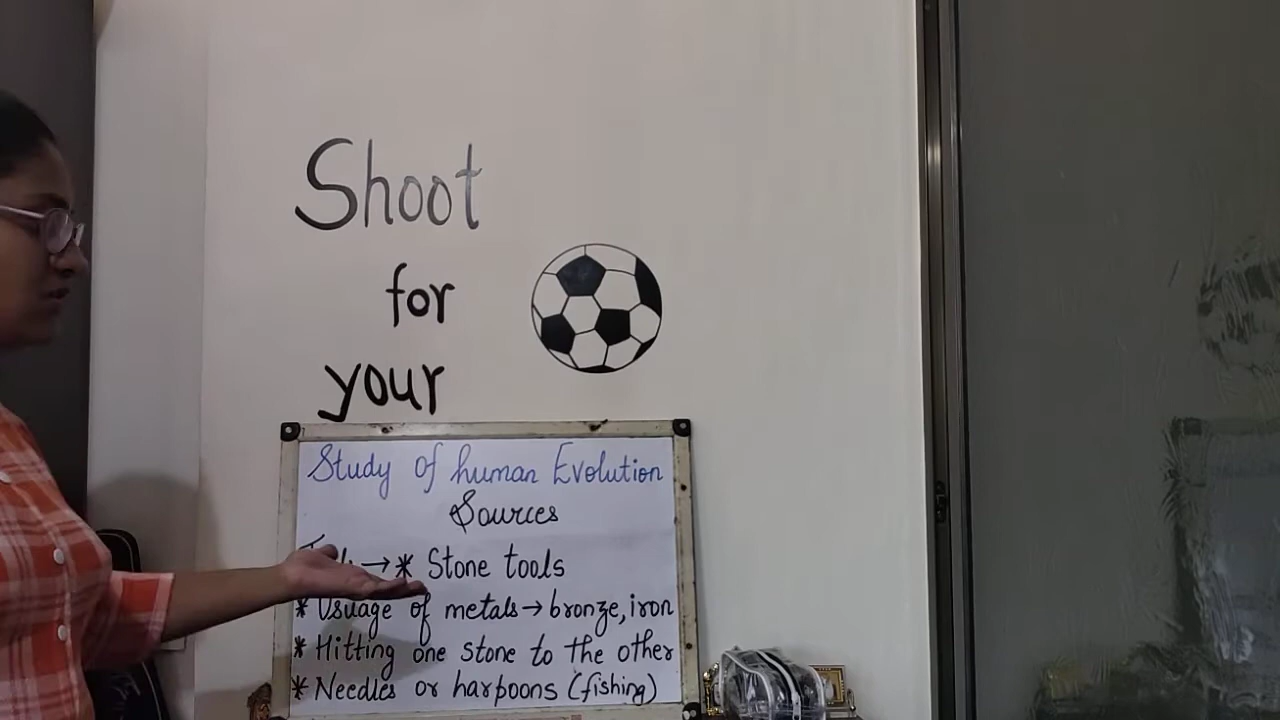 Shoot
for
your
Study of human Evolution
Sources
→ * Stone tools
* Usuage of metals → bronze, iron
* Hitting one stone to the other
* Needles or harpoons (fishing)